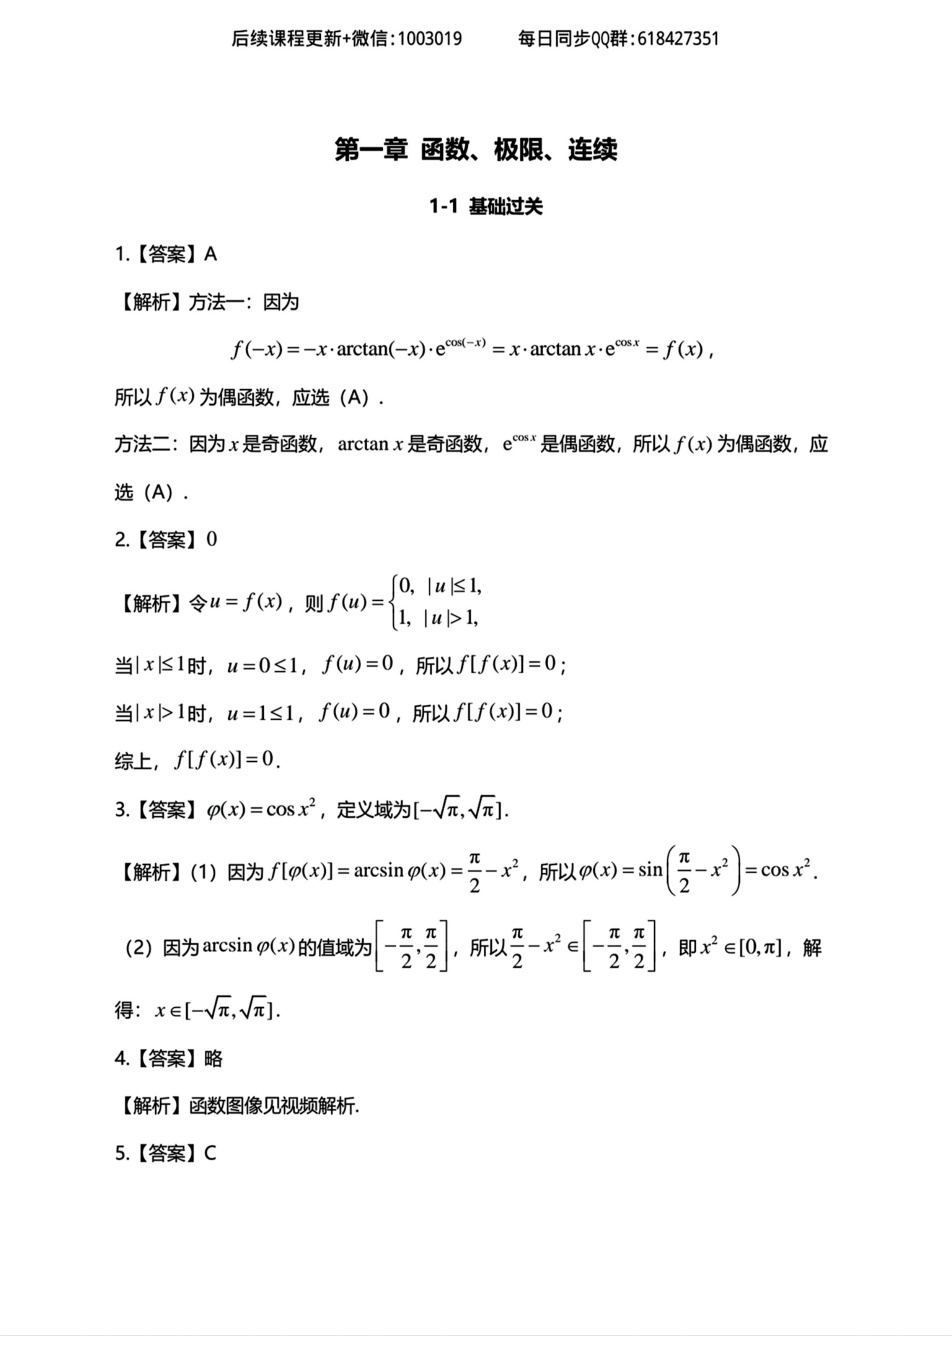 后续课程更新+微信:1003019 每日同步QQ群:618427351
第一章 函数、极限、连续
1-1 基础过关
1.【答案】A
【解析】方法一：因为
f(−x)=−x·arctan(−x)·e^{cos(−x)}=x·arctan x·e^{cos x}=f(x)，
所以 f(x) 为偶函数，应选（A）.
方法二：因为 x 是奇函数，arctan x 是奇函数，e^{cos x} 是偶函数，所以 f(x) 为偶函数，应
选（A）.
2.【答案】0
【解析】令 u=f(x)，则 f(u)={0, |u|≤1, 1, |u|>1,
当|x|≤1时，u=0≤1，f(u)=0，所以 f[f(x)]=0；
当|x|>1时，u=1≤1，f(u)=0，所以 f[f(x)]=0；
综上，f[f(x)]=0.
3.【答案】φ(x)=cos x²，定义域为[−√π,√π].
【解析】（1）因为 f[φ(x)]=arcsin φ(x)=π/2−x²，所以 φ(x)=sin(π/2−x²)=cos x².
（2）因为 arcsin φ(x)的值域为[−π/2,π/2]，所以 π/2−x²∈[−π/2,π/2]，即 x²∈[0,π]，解
得：x∈[−√π,√π].
4.【答案】略
【解析】函数图像见视频解析.
5.【答案】C